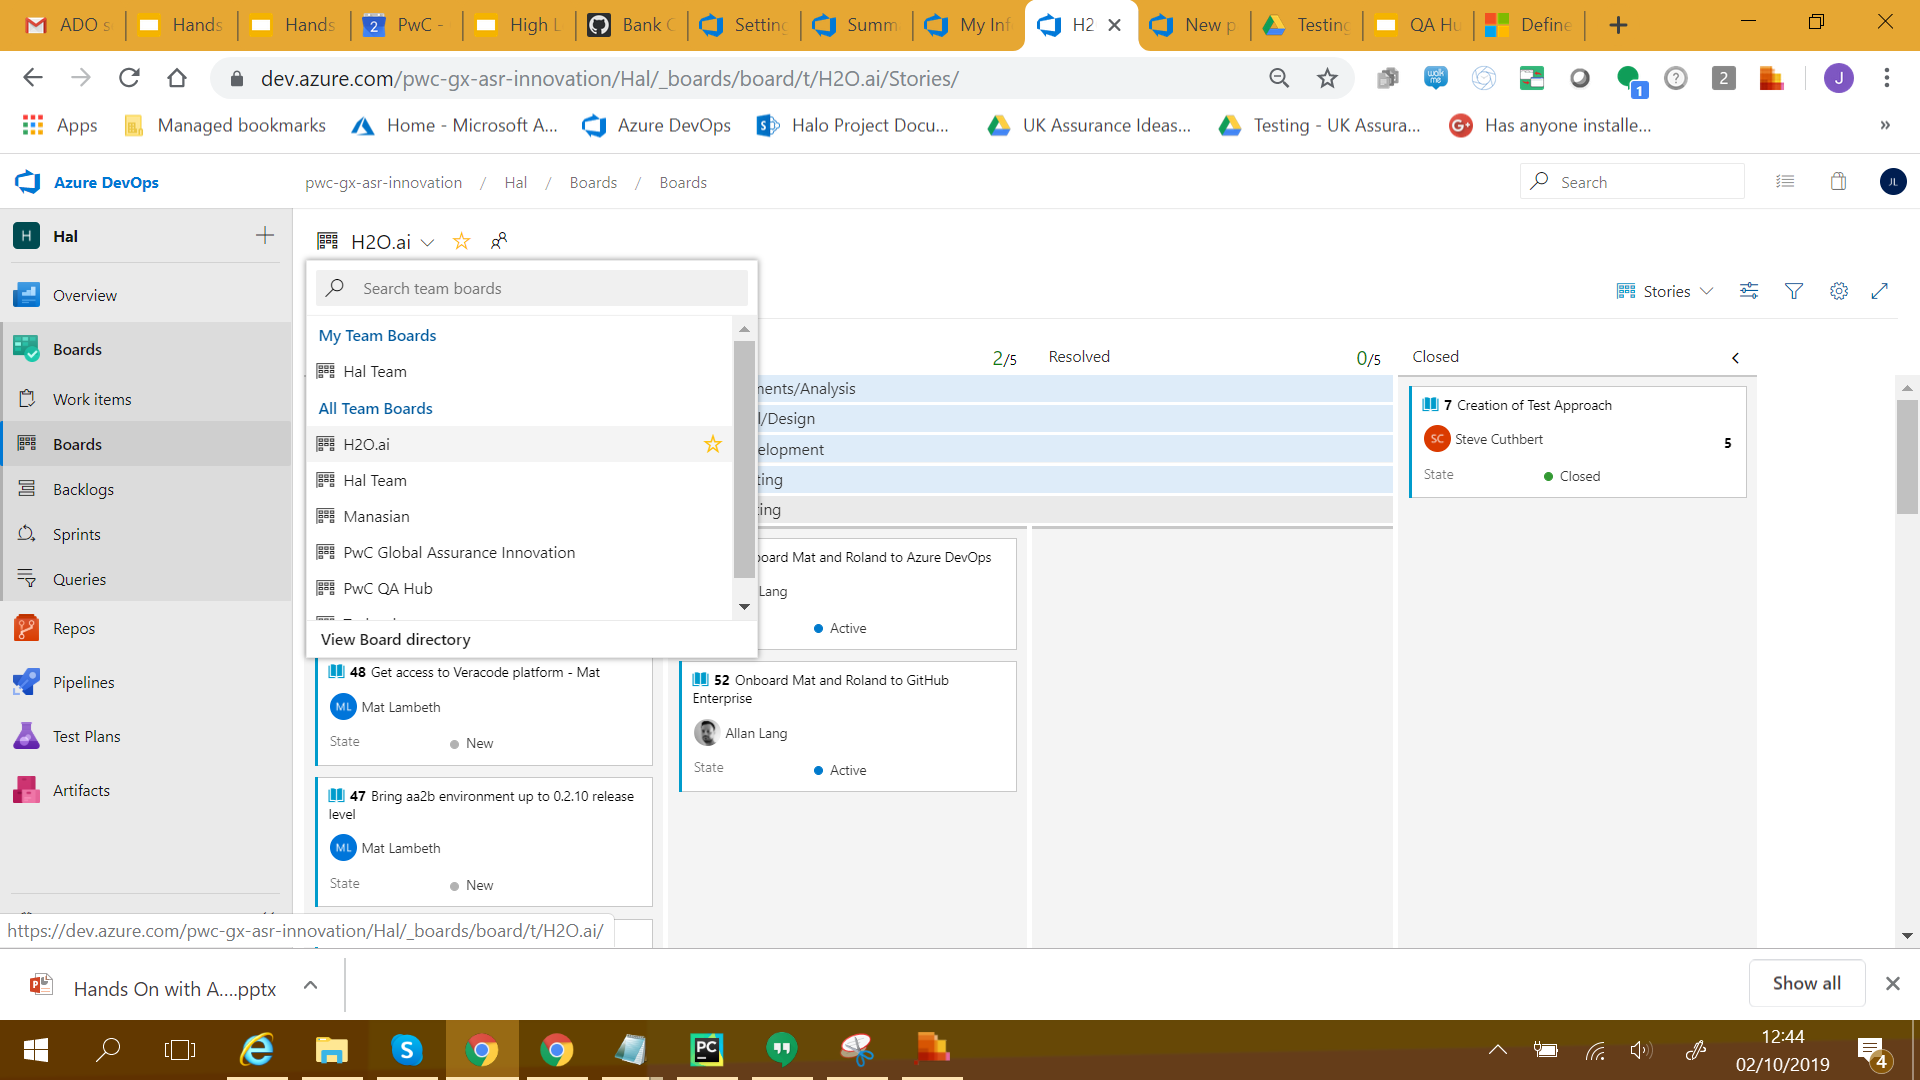 ADO s
Hands
Hands
PwC -
High L
Bank C
Setting
Summ
My Inf
H2
New p
Testing
QA Hu
Define
dev.azure.com/pwc-gx-asr-innovation/Hal/_boards/board/t/H2O.ai/Stories/
1
2
J
Apps
Managed bookmarks
Home - Microsoft A...
Azure DevOps
Halo Project Docu...
UK Assurance Ideas...
Testing - UK Assura...
Has anyone installe...
»
Azure DevOps
pwc-gx-asr-innovation / Hal / Boards / Boards
Search
JL
H Hal
H2O.ai
Overview
Boards
Work items
Boards
Backlogs
Sprints
Queries
Repos
Pipelines
Test Plans
Artifacts
Search team boards
My Team Boards
Hal Team
All Team Boards
H2O.ai
Hal Team
Manasian
PwC Global Assurance Innovation
PwC QA Hub
View Board directory
Stories
2/5
Resolved 0/5
Closed
ments/Analysis
l/Design
elopment
ting
ting
7 Creation of Test Approach
SC Steve Cuthbert 5
State Closed
board Mat and Roland to Azure DevOps
Lang
Active
48 Get access to Veracode platform - Mat
ML Mat Lambeth
State New
52 Onboard Mat and Roland to GitHub
Enterprise
Allan Lang
State Active
47 Bring aa2b environment up to 0.2.10 release
level
ML Mat Lambeth
State New
https://dev.azure.com/pwc-gx-asr-innovation/Hal/_boards/board/t/H2O.ai/
Hands On with A....pptx
Show all
PC
12:44
02/10/2019
4